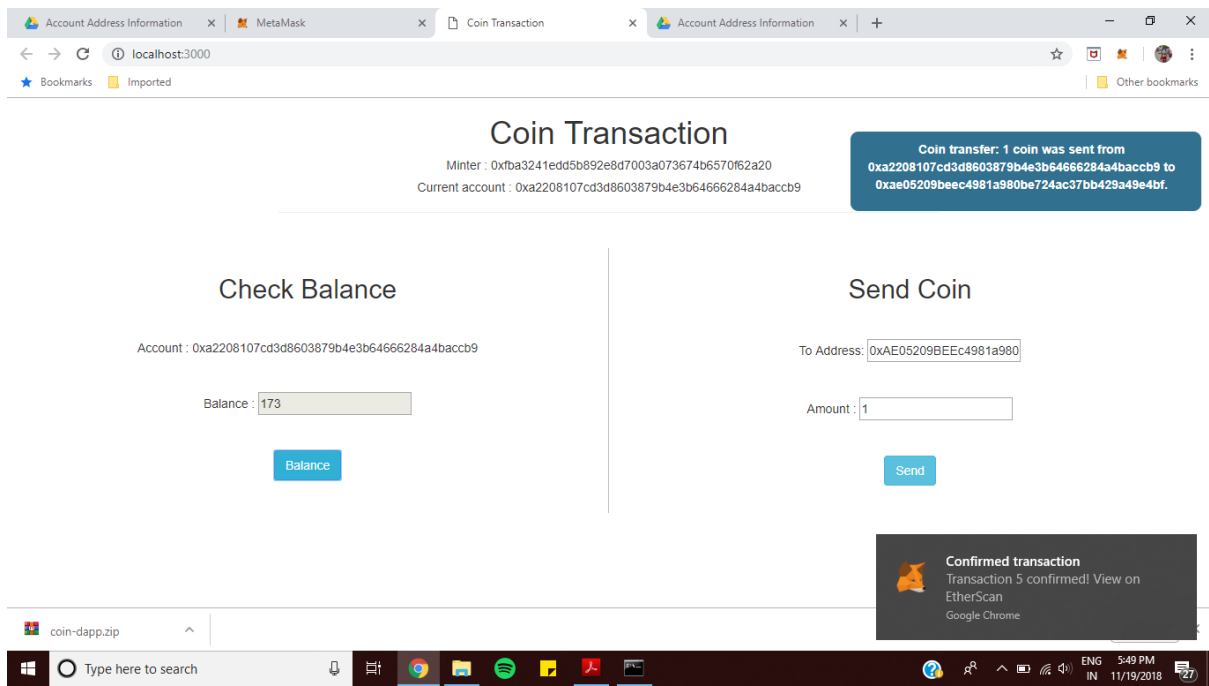 Account Address Information
MetaMask
Coin Transaction
Account Address Information
localhost:3000
Bookmarks
Imported
Other bookmarks
Coin Transaction
Minter : 0xfba3241edd5b892e8d7003a073674b6570f62a20
Current account : 0xa2208107cd3d8603879b4e3b64666284a4baccb9
Coin transfer: 1 coin was sent from
0xa2208107cd3d8603879b4e3b64666284a4baccb9 to
0xae05209beec4981a980be724ac37bb429a49e4bf.
Check Balance
Account : 0xa2208107cd3d8603879b4e3b64666284a4baccb9
Balance : 173
Balance
Send Coin
To Address: 0xAE05209BEEc4981a980
Amount : 1
Send
Confirmed transaction
Transaction 5 confirmed! View on
EtherScan
Google Chrome
coin-dapp.zip
Type here to search
ENG
IN
5:49 PM
11/19/2018
27